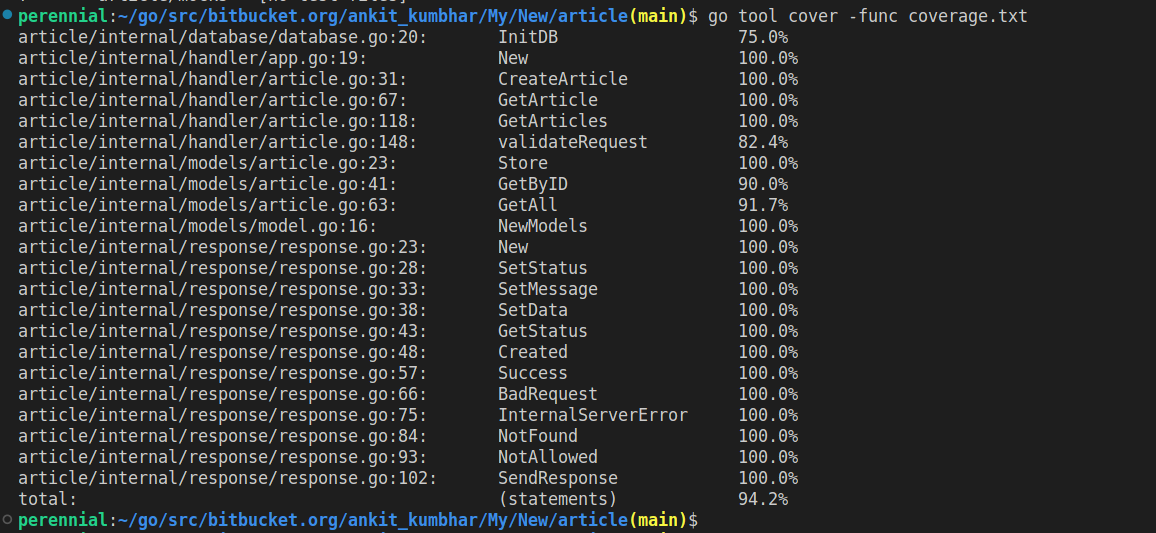 perennial:~/go/src/bitbucket.org/ankit_kumbhar/My/New/article(main)$ go tool cover -func coverage.txt
article/internal/database/database.go:20: InitDB 75.0%
article/internal/handler/app.go:19: New 100.0%
article/internal/handler/article.go:31: CreateArticle 100.0%
article/internal/handler/article.go:67: GetArticle 100.0%
article/internal/handler/article.go:118: GetArticles 100.0%
article/internal/handler/article.go:148: validateRequest 82.4%
article/internal/models/article.go:23: Store 100.0%
article/internal/models/article.go:41: GetByID 90.0%
article/internal/models/article.go:63: GetAll 91.7%
article/internal/models/model.go:16: NewModels 100.0%
article/internal/response/response.go:23: New 100.0%
article/internal/response/response.go:28: SetStatus 100.0%
article/internal/response/response.go:33: SetMessage 100.0%
article/internal/response/response.go:38: SetData 100.0%
article/internal/response/response.go:43: GetStatus 100.0%
article/internal/response/response.go:48: Created 100.0%
article/internal/response/response.go:57: Success 100.0%
article/internal/response/response.go:66: BadRequest 100.0%
article/internal/response/response.go:75: InternalServerError 100.0%
article/internal/response/response.go:84: NotFound 100.0%
article/internal/response/response.go:93: NotAllowed 100.0%
article/internal/response/response.go:102: SendResponse 100.0%
total: (statements) 94.2%
perennial:~/go/src/bitbucket.org/ankit_kumbhar/My/New/article(main)$